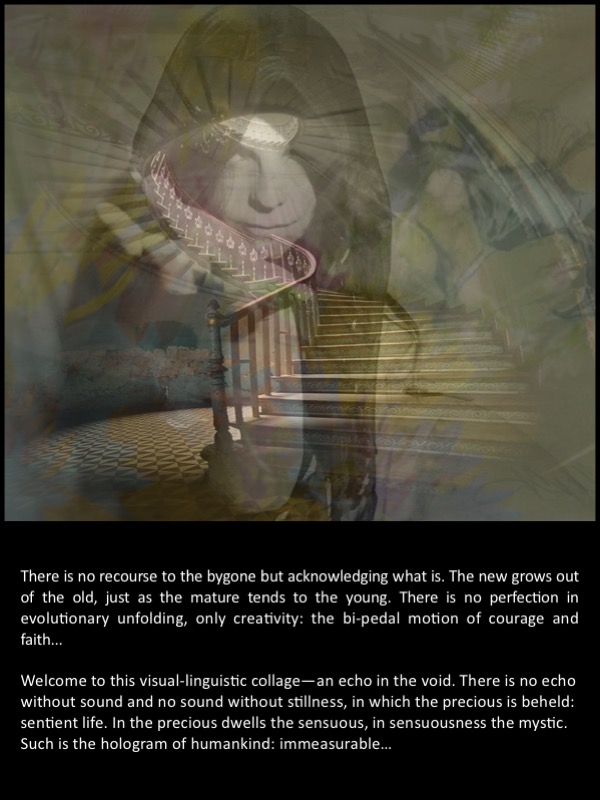 There is no recourse to the bygone but acknowledging what is. The new grows out
of the old, just as the mature tends to the young. There is no perfection in
evolutionary unfolding, only creativity: the bi-pedal motion of courage and
faith...
Welcome to this visual-linguistic collage—an echo in the void. There is no echo
without sound and no sound without stillness, in which the precious is beheld:
sentient life. In the precious dwells the sensuous, in sensuousness the mystic.
Such is the hologram of humankind: immeasurable...